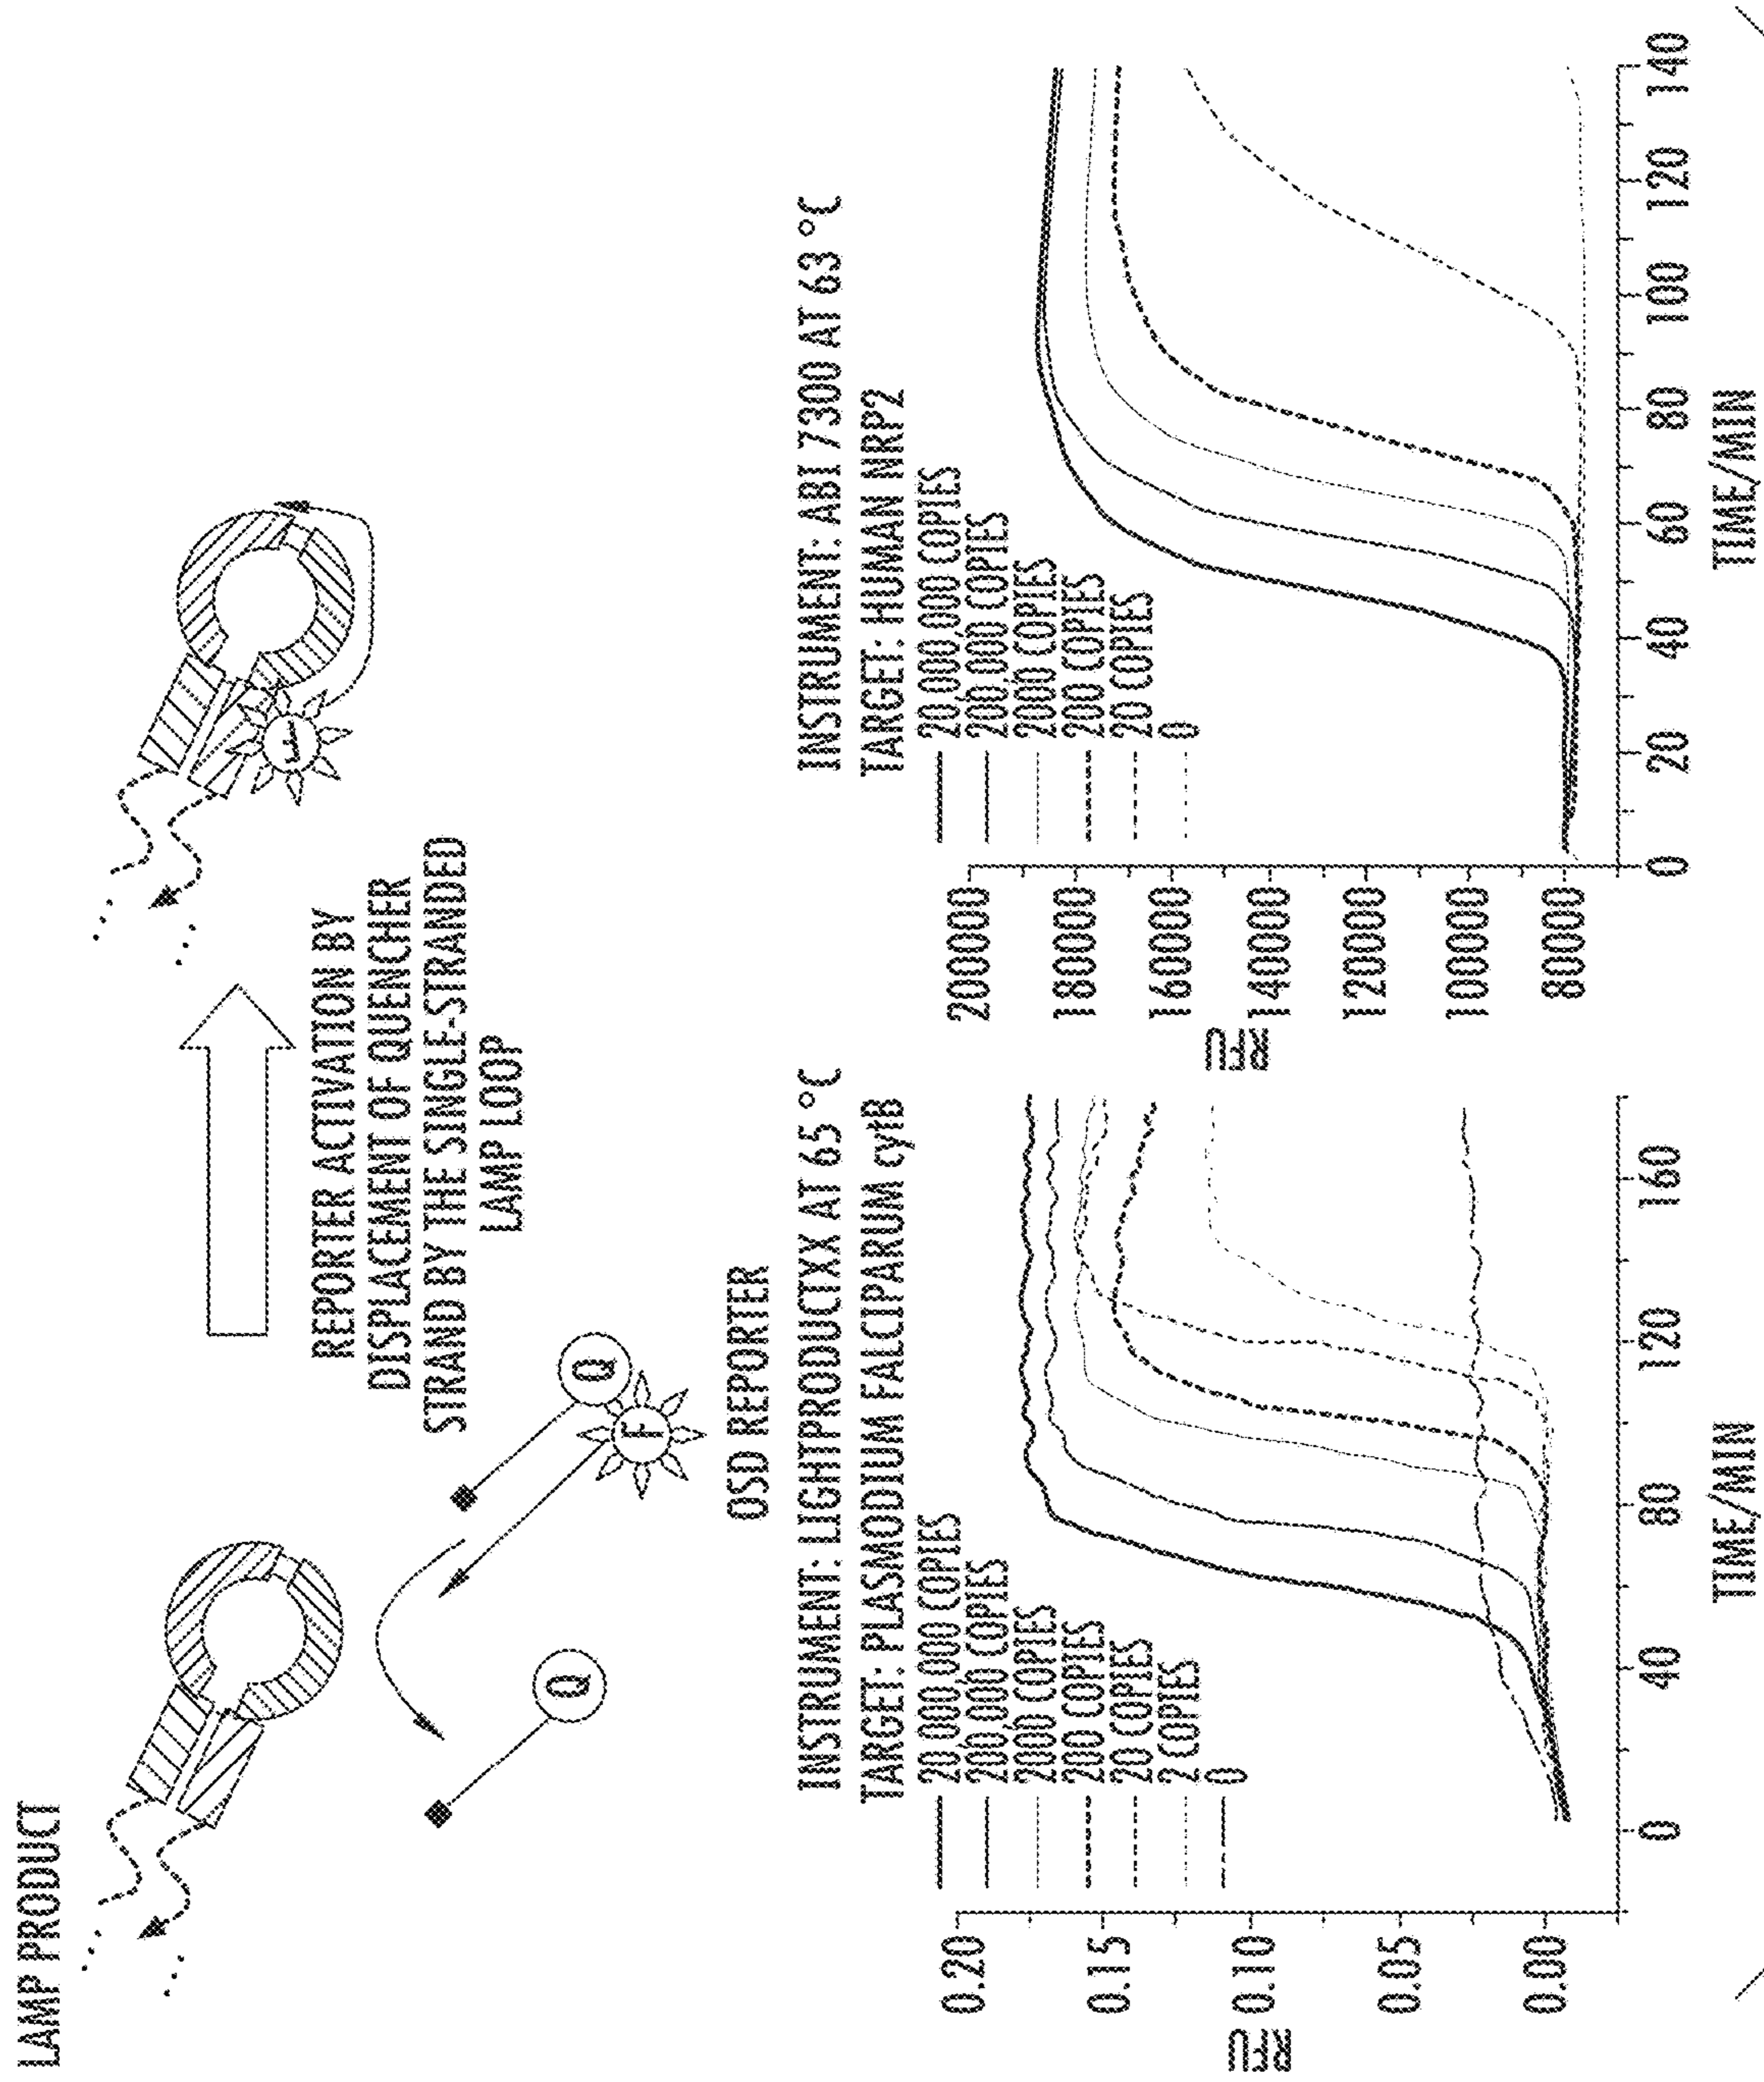 LAMP PRODUCT
Q
Q
F
OSD REPORTER
REPORTER ACTIVATION BY
DISPLACEMENT OF QUENCHER
STRAND BY THE SINGLE-STRANDED
LAMP LOOP
F
INSTRUMENT: LIGHTPRODUCTXX AT 65 °C
TARGET: PLASMODIUM FALCIPARUM cytB
20 000,000 COPIES
200,000 COPIES
2000 COPIES
200 COPIES
20 COPIES
2 COPIES
0
RFU
0.20
0.15
0.10
0.05
0.00
0 40 80 120 160
TIME/MIN
INSTRUMENT: ABI 7300 AT 63 °C
TARGET: HUMAN NRP2
20 000,000 COPIES
200,000 COPIES
2000 COPIES
200 COPIES
20 COPIES
0
RFU
200000
180000
160000
140000
120000
100000
80000
0 20 40 60 80 100 120 140
TIME/MIN